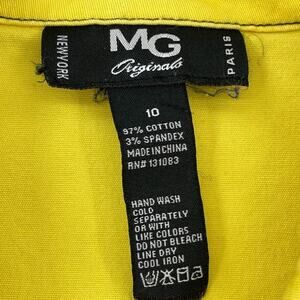 NEW YORK
MG
Originals
PARIS
10
97% COTTON
3% SPANDEX
MADE IN CHINA
RN# 131083
HAND WASH
COLD
SEPARATELY
OR WITH
LIKE COLORS
DO NOT BLEACH
LINE DRY
COOL IRON